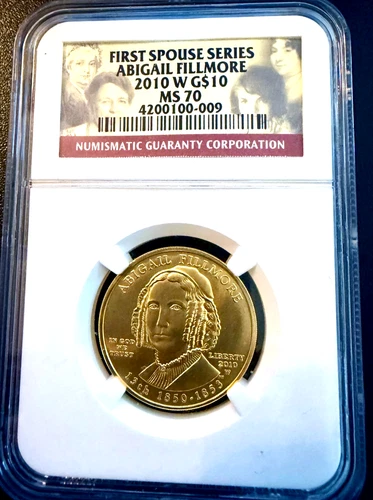 FIRST SPOUSE SERIES
ABIGAIL FILLMORE
2010 W G$10
MS 70
4200100-009
NUMISMATIC GUARANTY CORPORATION
ABIGAIL FILLMORE
IN GOD
WE
TRUST
LIBERTY
2010
W
13th 1850-1853